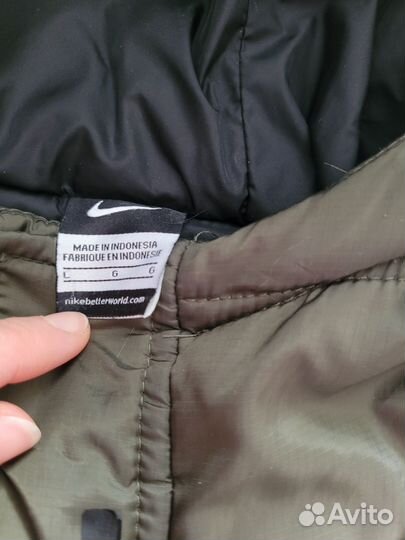 MADE IN INDONESIA
FABRIQUE EN INDONESIE
L G G
nikebetterworld.com
Avito